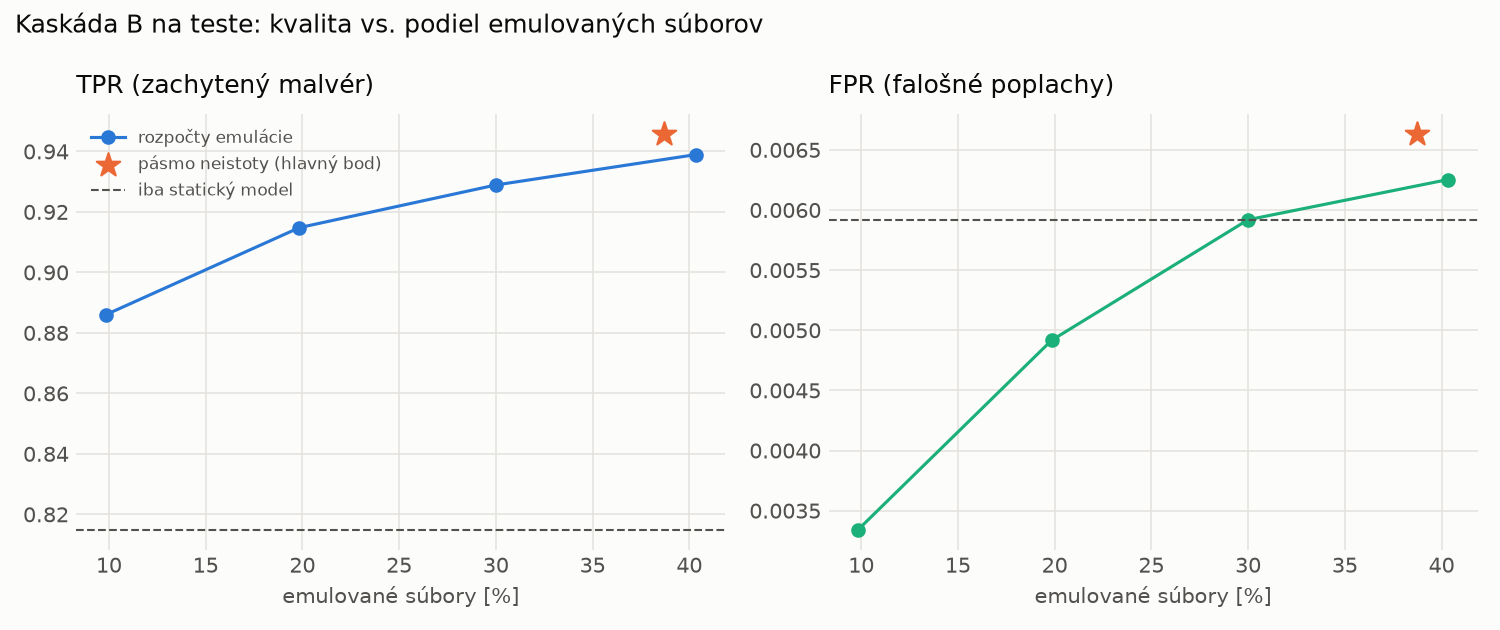 Kaskáda B na teste: kvalita vs. podiel emulovaných súborov
TPR (zachytený malvér)
rozpočty emulácie
pásmo neistoty (hlavný bod)
iba statický model
0.94
0.92
0.90
0.88
0.86
0.84
0.82
10 15 20 25 30 35 40
emulované súbory [%]
FPR (falošné poplachy)
0.0065
0.0060
0.0055
0.0050
0.0045
0.0040
0.0035
10 15 20 25 30 35 40
emulované súbory [%]